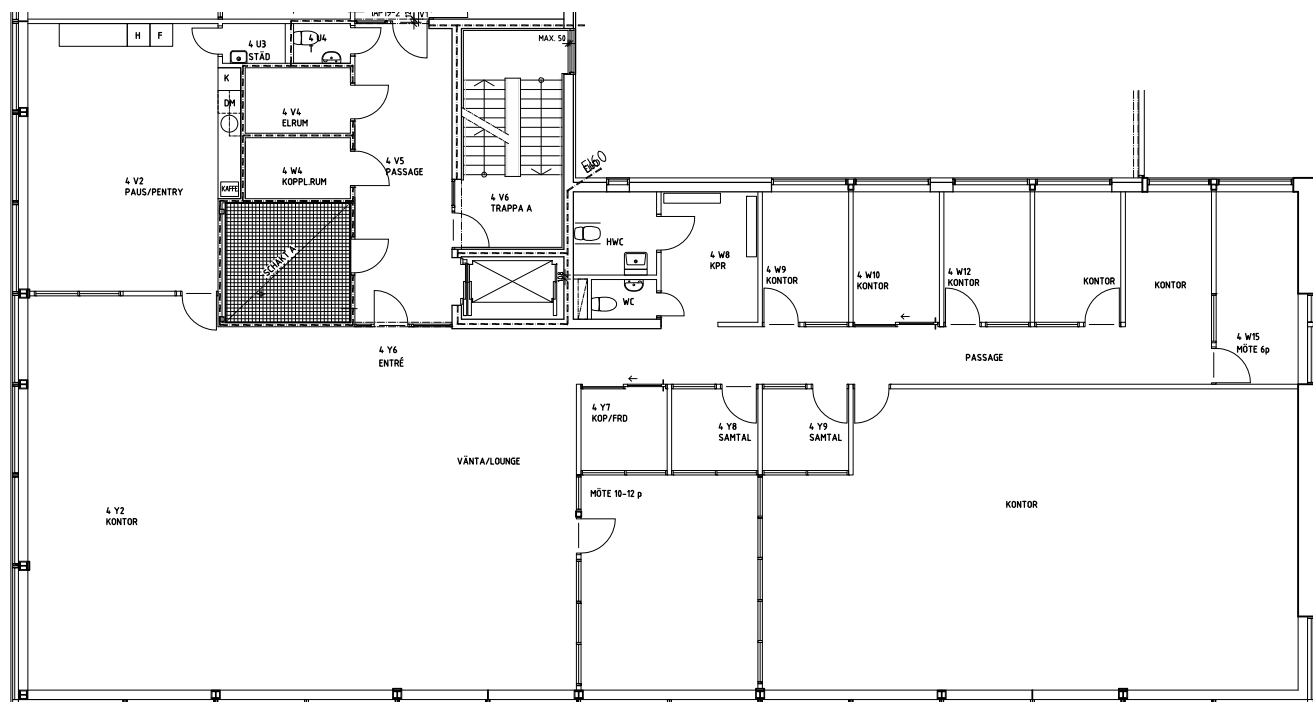 H F
4 U3
STÄD
4 U4
MAX. 50
K
DM
4 V4
ELRUM
4 V2
PAUS/PENTRY
4 W4
KOPPL.RUM
KAFFE
4 V5
PASSAGE
4 V6
TRAPPA A
SCHAKT A
HWC
WC
4 W8
KPR
4 W9
KONTOR
4 W10
KONTOR
4 W12
KONTOR
KONTOR
KONTOR
4 W15
MÖTE 6p
4 Y6
ENTRÉ
PASSAGE
4 Y7
KOP/FRD
4 Y8
SAMTAL
4 Y9
SAMTAL
VÄNTA/LOUNGE
MÖTE 10-12 p
4 Y2
KONTOR
KONTOR